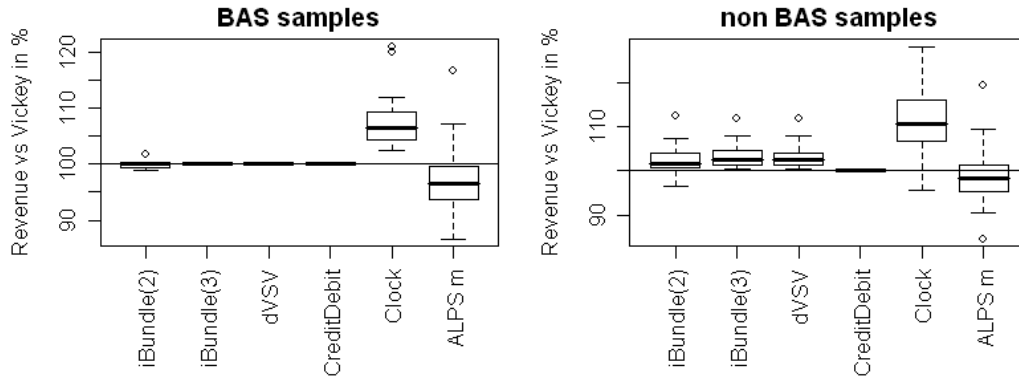 BAS samples
Revenue vs Vickey in %
120
110
100
90
iBundle(2)
iBundle(3)
dVSV
CreditDebit
Clock
ALPS m
non BAS samples
Revenue vs Vickey in %
110
90
iBundle(2)
iBundle(3)
dVSV
CreditDebit
Clock
ALPS m